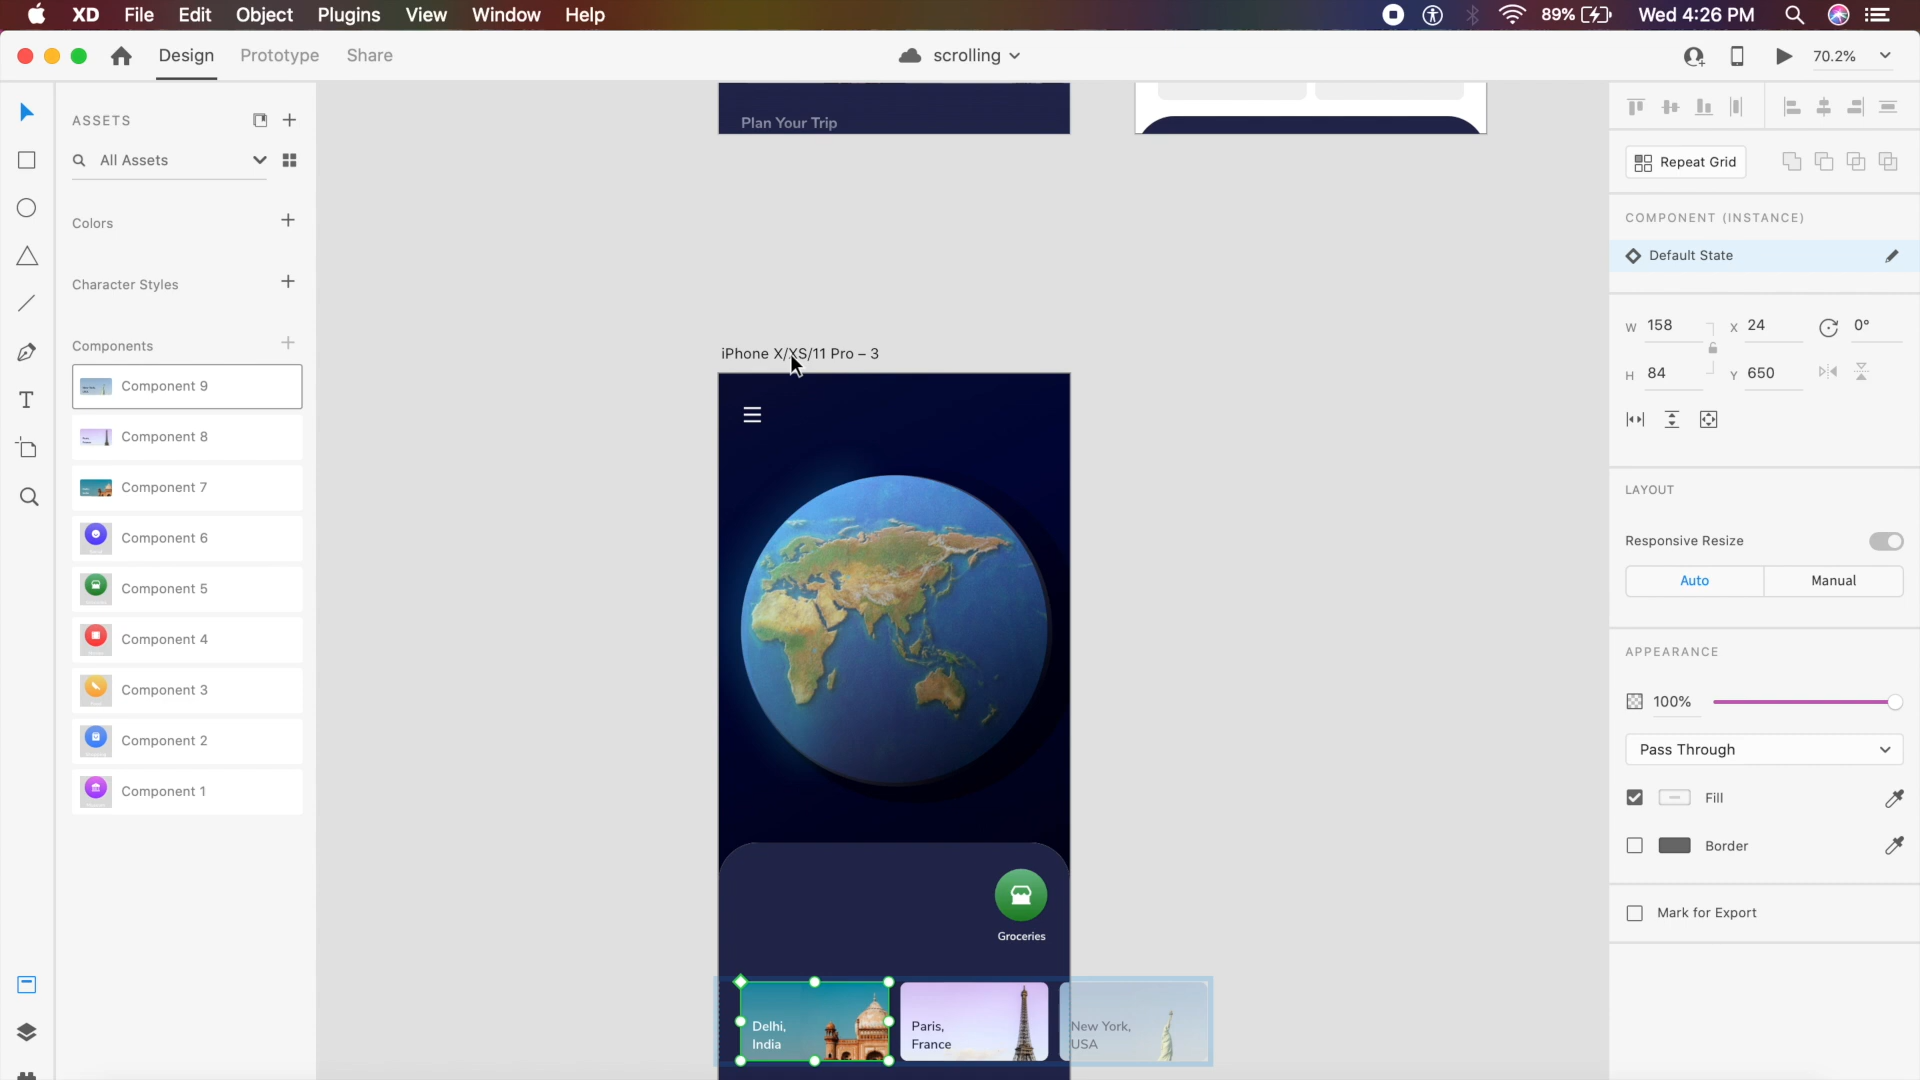 XD File Edit Object Plugins View Window Help 89% Wed 4:26 PM
Design Prototype Share scrolling 70.2%
ASSETS
All Assets
Colors
Character Styles
Components
Component 9
Component 8
Component 7
Component 6
Component 5
Component 4
Component 3
Component 2
Component 1
Plan Your Trip
iPhone X/XS/11 Pro – 3
Groceries
Delhi,
India
Paris,
France
New York,
USA
Repeat Grid
COMPONENT (INSTANCE)
Default State
W 158 X 24 0°
H 84 Y 650
LAYOUT
Responsive Resize
Auto Manual
APPEARANCE
100%
Pass Through
Fill
Border
Mark for Export